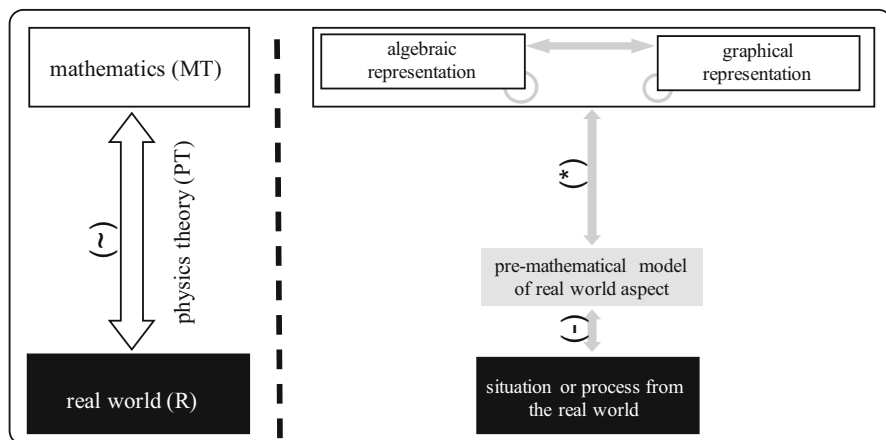 mathematics (MT)
(~)
physics theory (PT)
real world (R)
algebraic
representation
graphical
representation
(*)
pre-mathematical model
of real world aspect
(-)
situation or process from
the real world